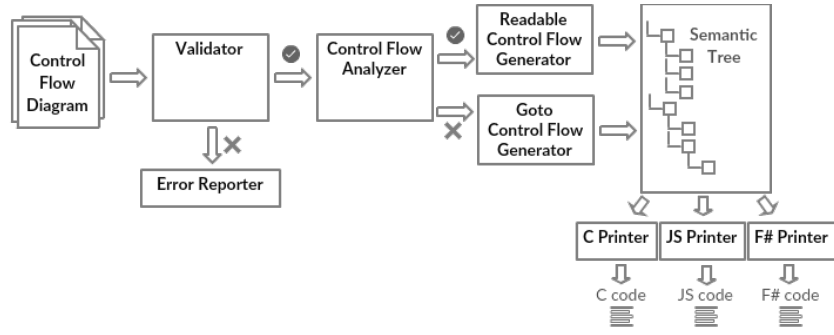 Control
Flow
Diagram
Validator
Error Reporter
Control Flow
Analyzer
Readable
Control Flow
Generator
Goto
Control Flow
Generator
Semantic
Tree
C Printer
JS Printer
F# Printer
C code
JS code
F# code